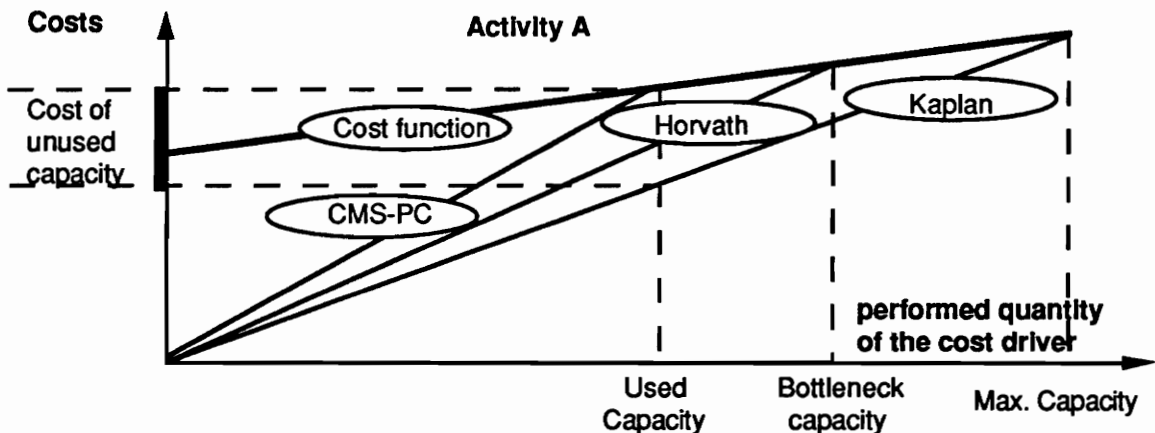 Costs
Activity A
Cost of
unused
capacity
Cost function
Horvath
Kaplan
CMS-PC
performed quantity
of the cost driver
Used
Capacity
Bottleneck
capacity
Max. Capacity